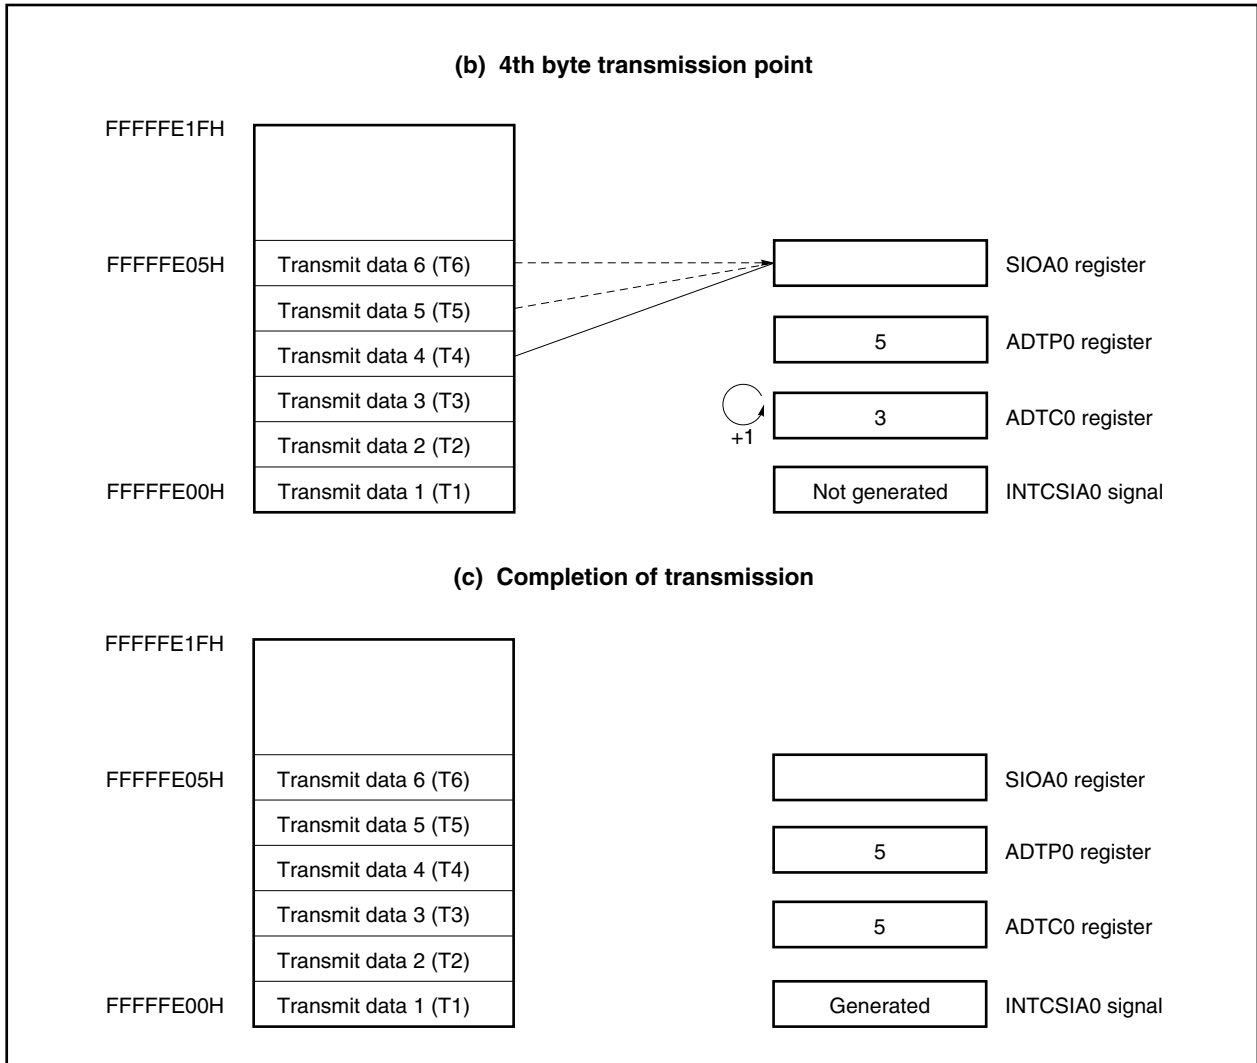 (b) 4th byte transmission point
FFFFFE1FH
FFFFFE05H Transmit data 6 (T6) SIOA0 register
Transmit data 5 (T5)
5 ADTP0 register
Transmit data 4 (T4)
Transmit data 3 (T3)
3 ADTC0 register
+1
Transmit data 2 (T2)
FFFFFE00H Transmit data 1 (T1) Not generated INTCSIA0 signal
(c) Completion of transmission
FFFFFE1FH
FFFFFE05H Transmit data 6 (T6) SIOA0 register
Transmit data 5 (T5)
5 ADTP0 register
Transmit data 4 (T4)
Transmit data 3 (T3)
5 ADTC0 register
Transmit data 2 (T2)
FFFFFE00H Transmit data 1 (T1) Generated INTCSIA0 signal